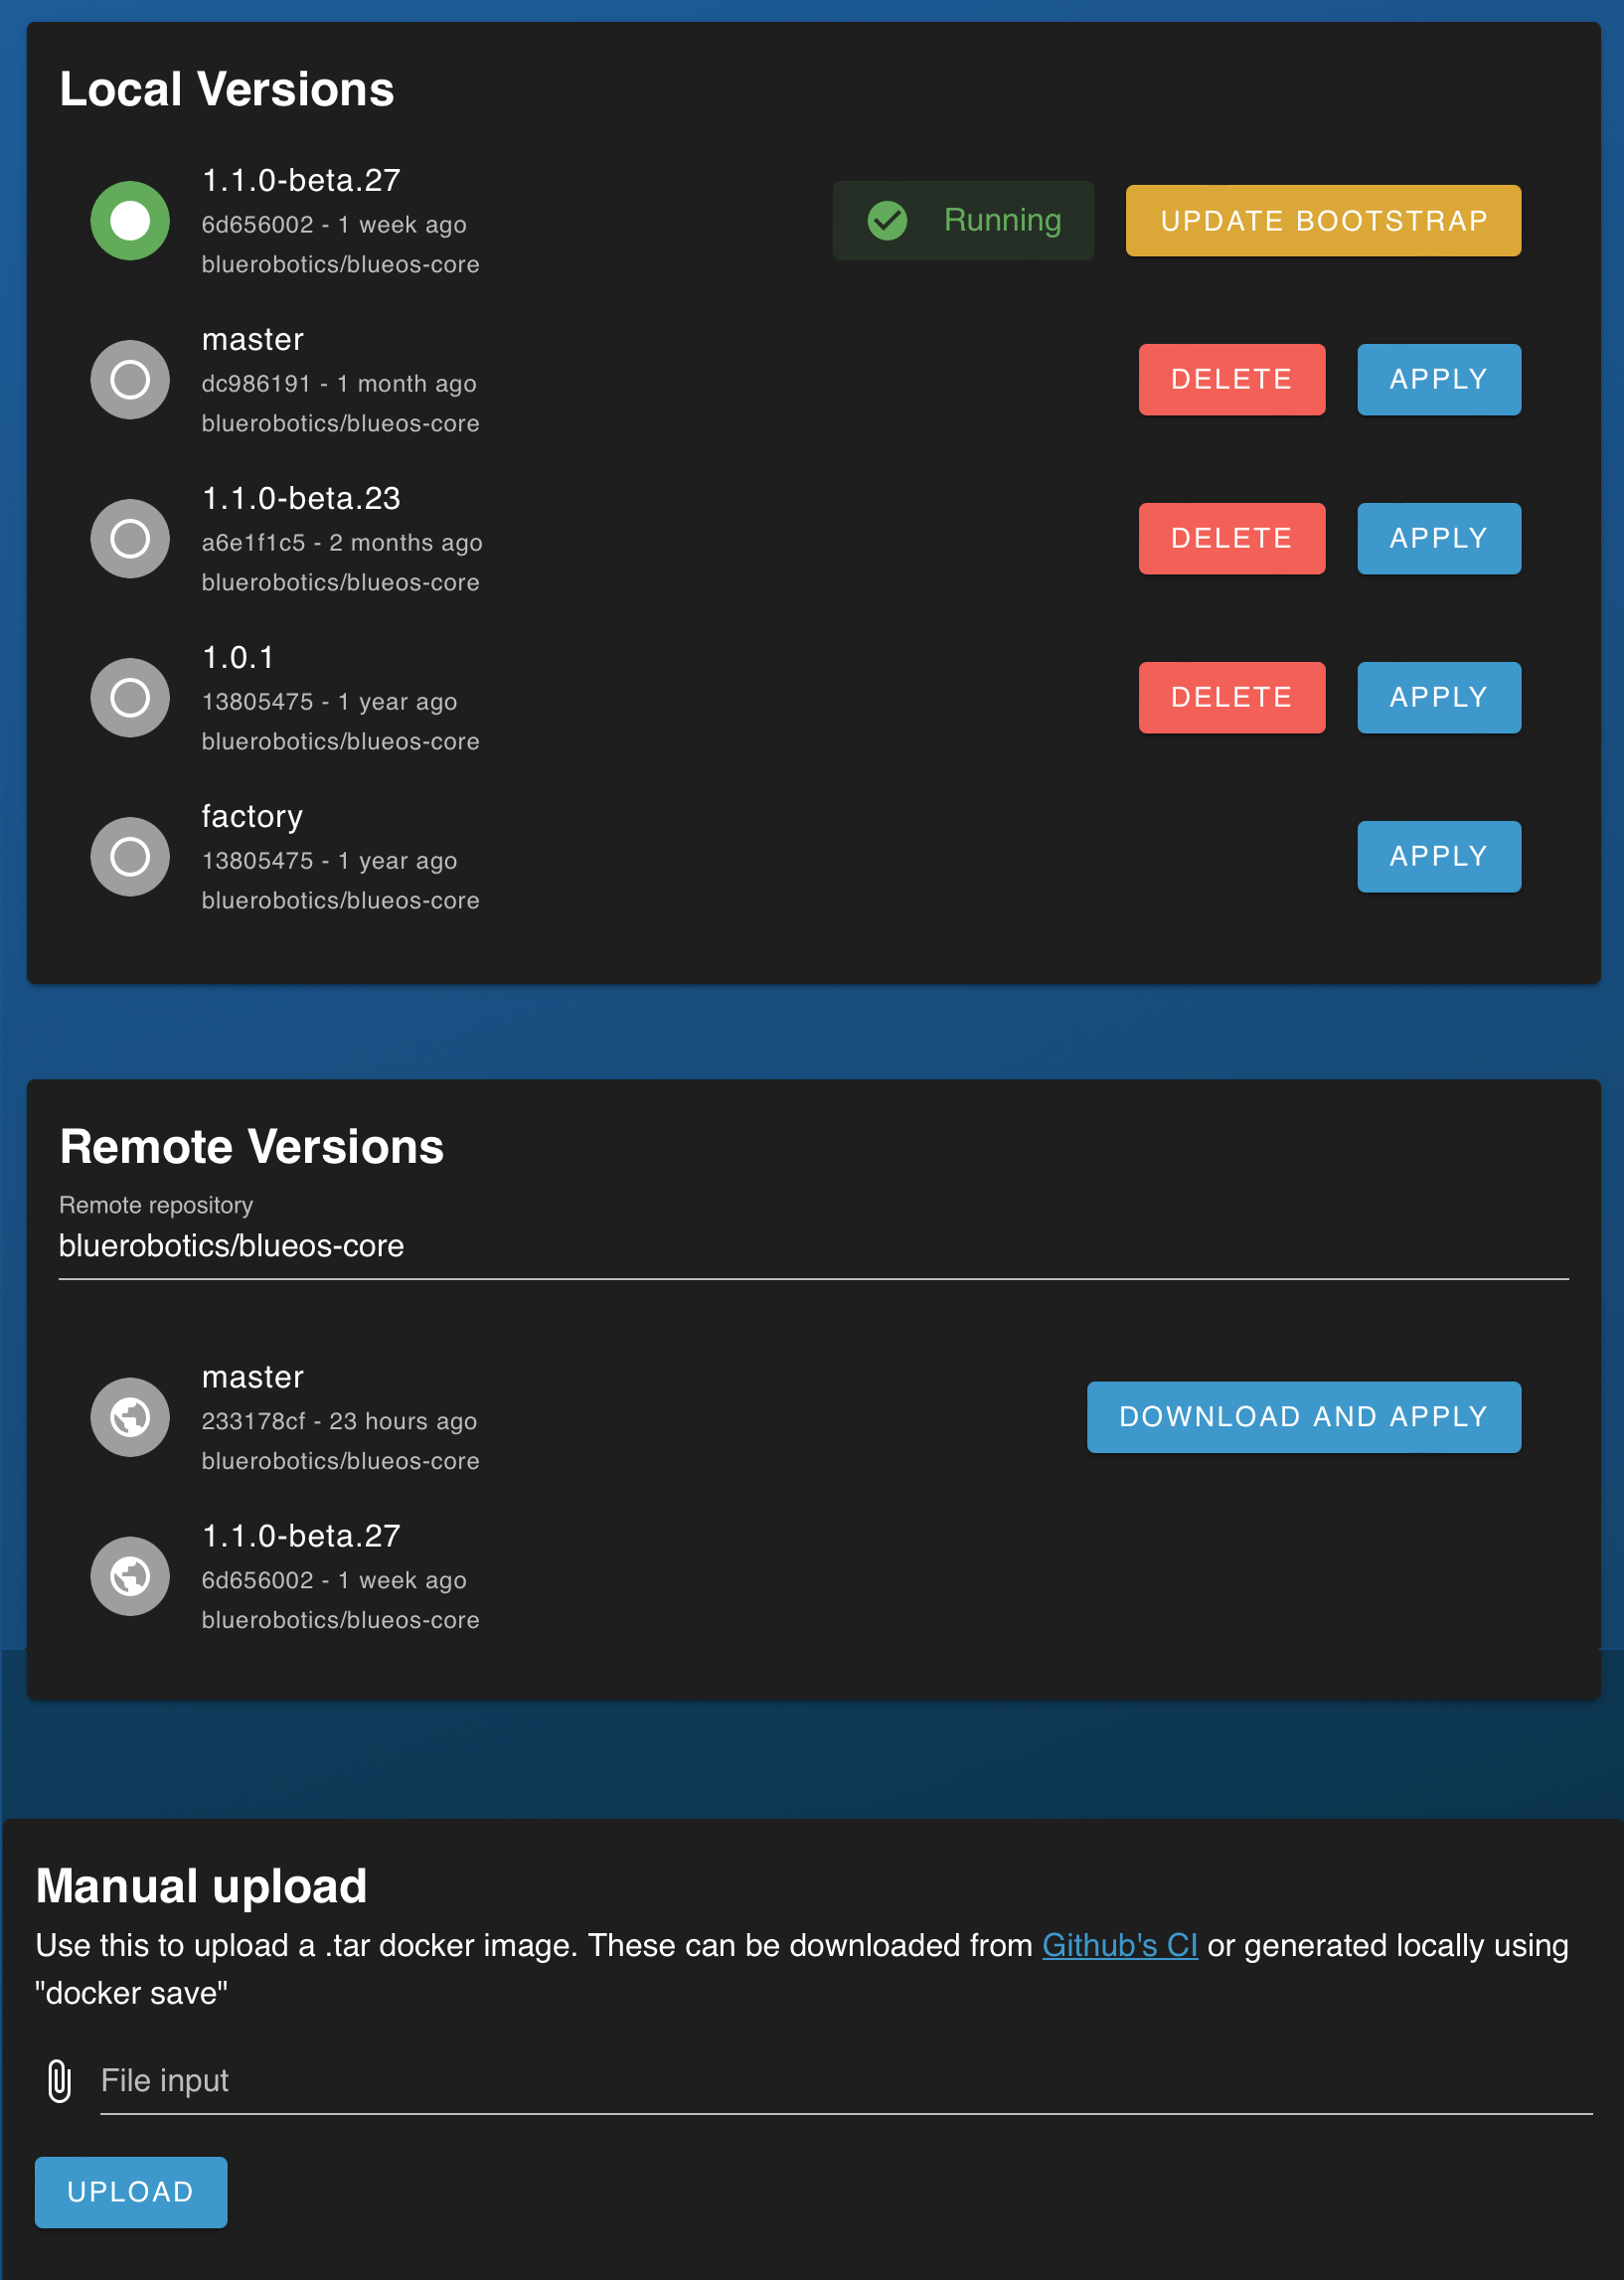 Local Versions
1.1.0-beta.27
6d656002 - 1 week ago
bluerobotics/blueos-core
Running
UPDATE BOOTSTRAP
master
dc986191 - 1 month ago
bluerobotics/blueos-core
DELETE
APPLY
1.1.0-beta.23
a6e1f1c5 - 2 months ago
bluerobotics/blueos-core
DELETE
APPLY
1.0.1
13805475 - 1 year ago
bluerobotics/blueos-core
DELETE
APPLY
factory
13805475 - 1 year ago
bluerobotics/blueos-core
APPLY
Remote Versions
Remote repository
bluerobotics/blueos-core
master
233178cf - 23 hours ago
bluerobotics/blueos-core
DOWNLOAD AND APPLY
1.1.0-beta.27
6d656002 - 1 week ago
bluerobotics/blueos-core
Manual upload
Use this to upload a .tar docker image. These can be downloaded from Github's CI or generated locally using
"docker save"
File input
UPLOAD